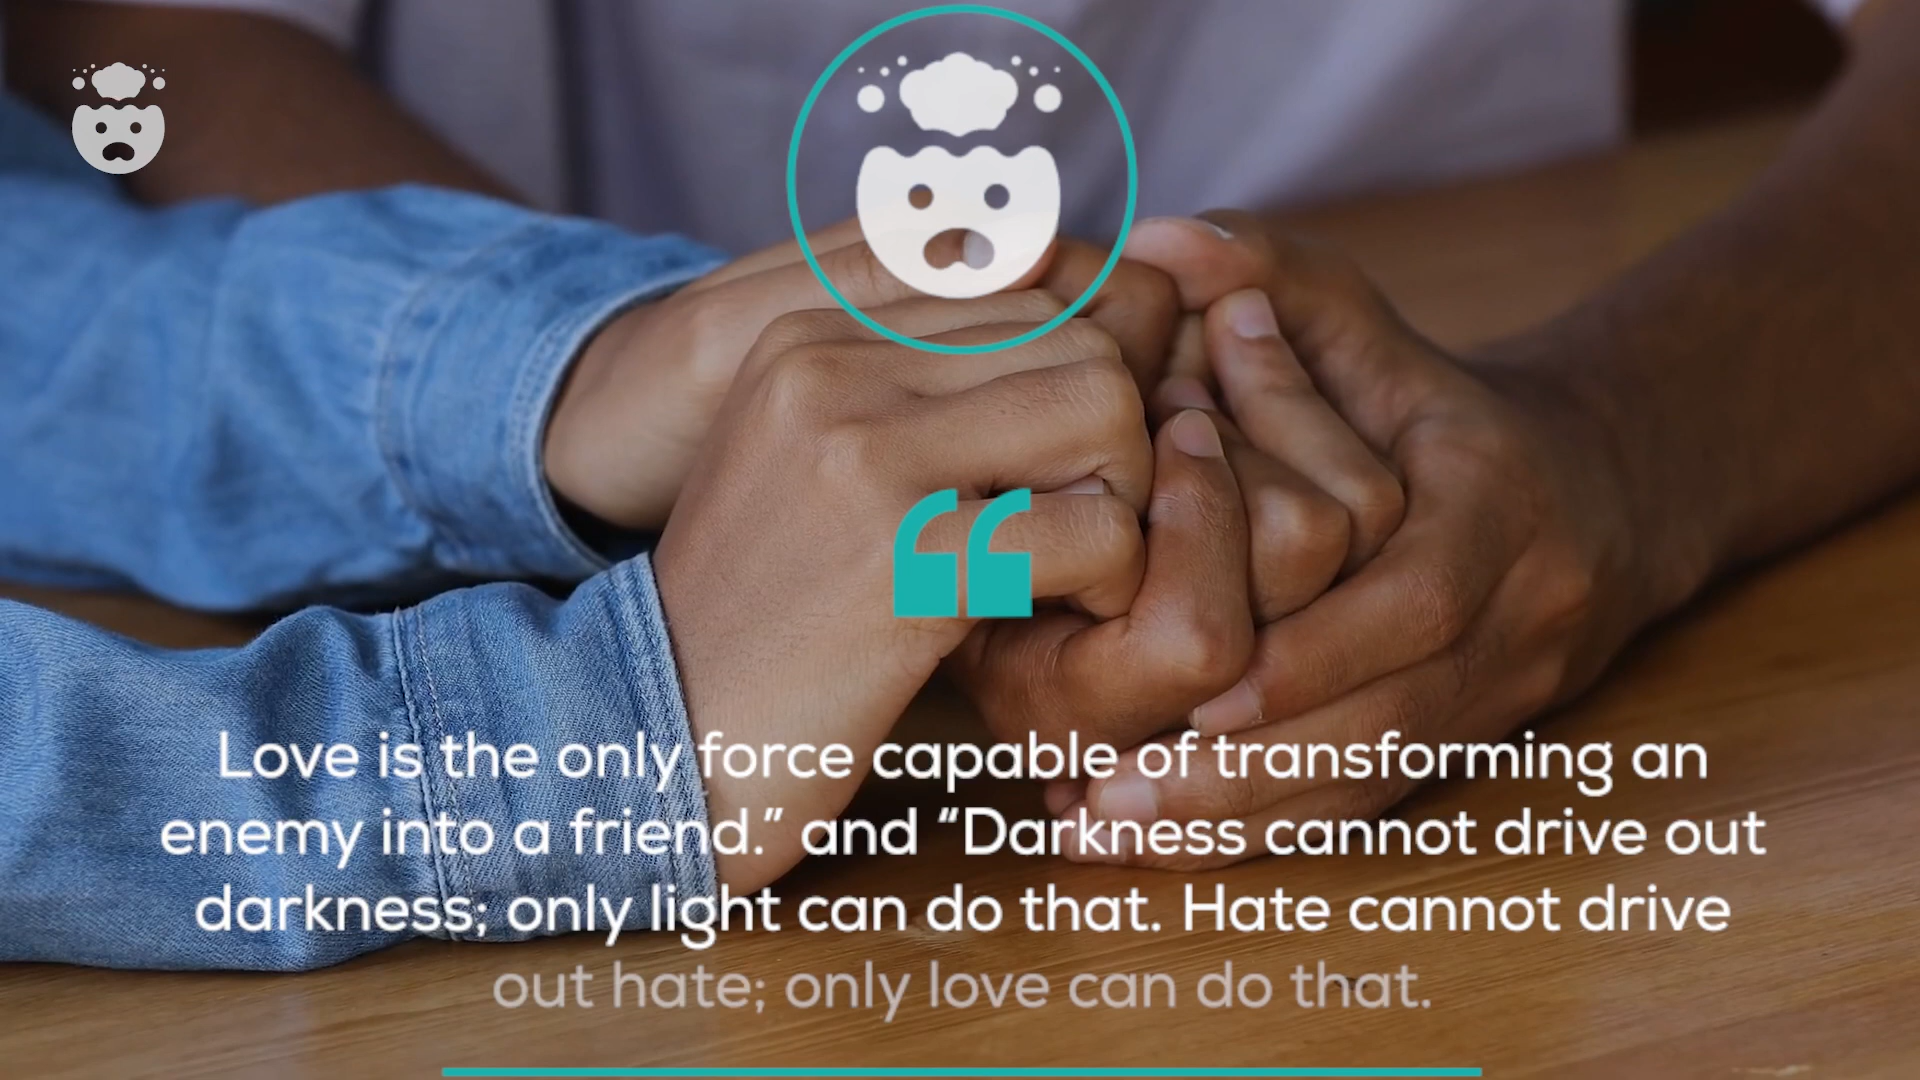 Love is the only force capable of transforming an
enemy into a friend.” and “Darkness cannot drive out
darkness; only light can do that. Hate cannot drive
out hate; only love can do that.